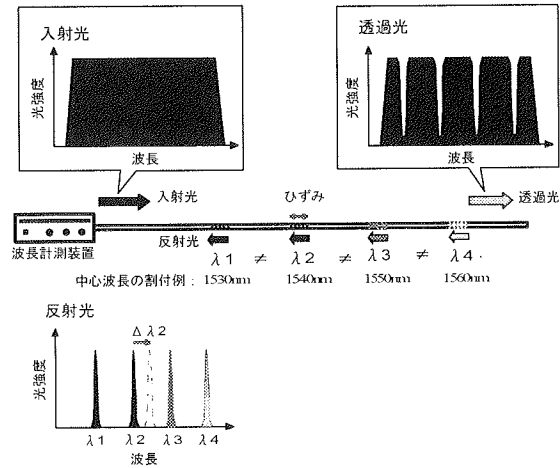 入射光
光強度
波長
透過光
光強度
波長
入射光
ひずみ
透過光
反射光
波長計測装置
λ1 ≠ λ2 ≠ λ3 ≠ λ4.
中心波長の割付例: 1530nm 1540nm 1550nm 1560nm
反射光
光強度
Δλ2
λ1 λ2 λ3 λ4
波長